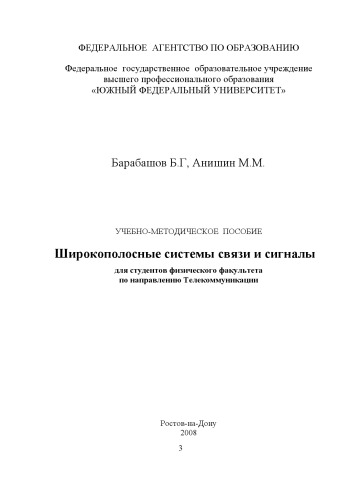 ФЕДЕРАЛЬНОЕ АГЕНТСТВО ПО ОБРАЗОВАНИЮ
Федеральное государственное образовательное учреждение
высшего профессионального образования
«ЮЖНЫЙ ФЕДЕРАЛЬНЫЙ УНИВЕРСИТЕТ»
Барабашов Б.Г, Анишин М.М.
УЧЕБНО-МЕТОДИЧЕСКОЕ ПОСОБИЕ
Широкополосные системы связи и сигналы
для студентов физического факультета
по направлению Телекоммуникации
Ростов-на-Дону
2008
3